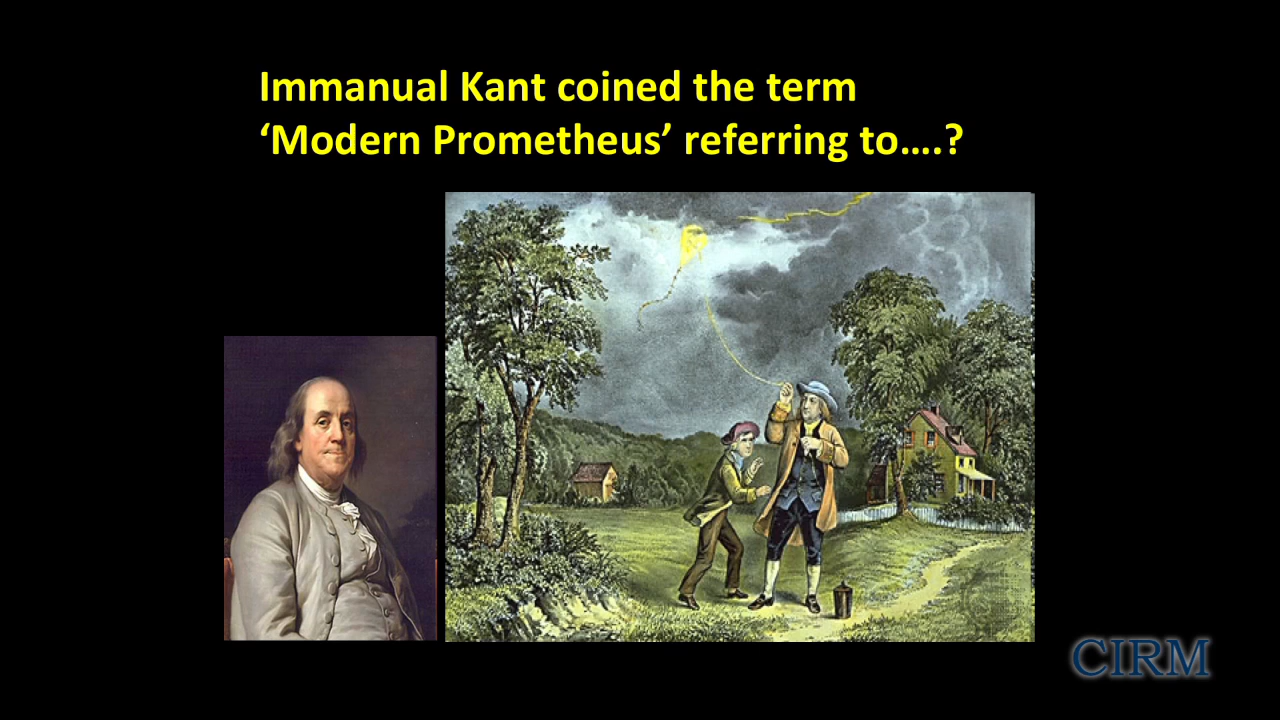 Immanual Kant coined the term
‘Modern Prometheus’ referring to….?
CIRM